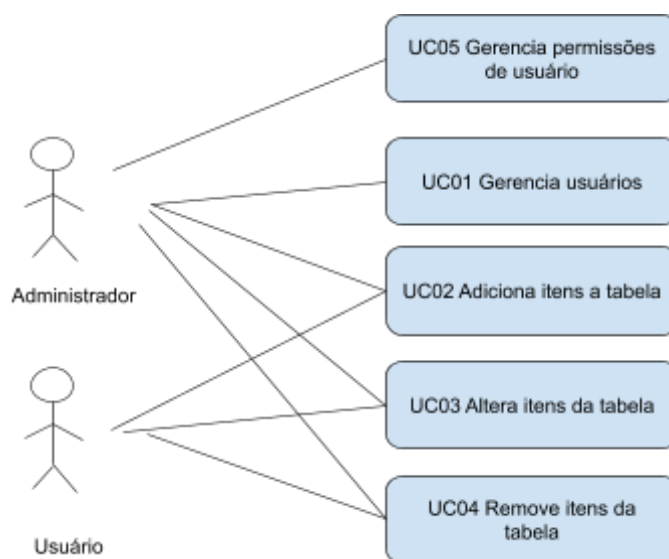 UC05 Gerencia permissões
de usuário
UC01 Gerencia usuários
Administrador
UC02 Adiciona itens a tabela
UC03 Altera itens da tabela
UC04 Remove itens da
tabela
Usuário